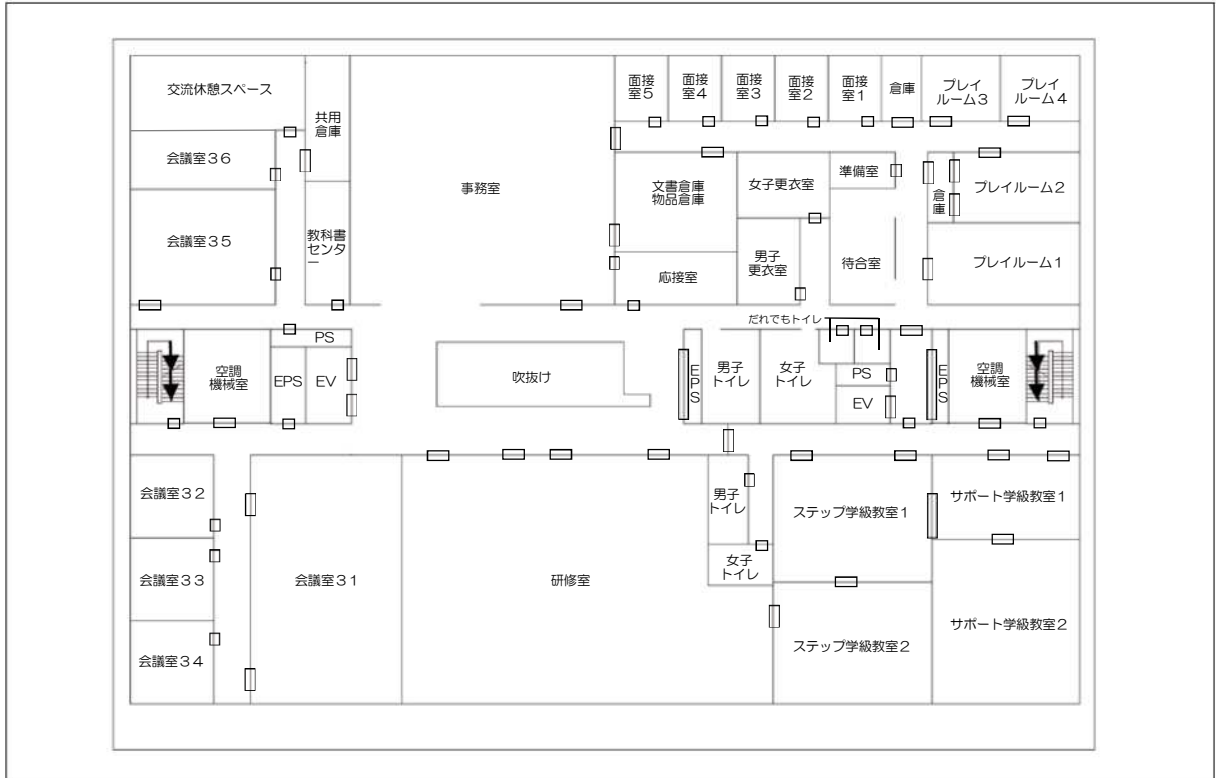 交流休憩スペース
共用
倉庫
会議室３６
会議室３５
教科書
センタ
ー
事務室
面接
室５
面接
室４
面接
室３
面接
室２
面接
室１
倉庫
プレイ
ルーム３
プレイ
ルーム４
文書倉庫
物品倉庫
女子更衣室
準備室
倉庫
プレイルーム２
男子
更衣室
待合室
プレイルーム１
応接室
だれでもトイレ
空調
機械室
PS
EPS
EV
吹抜け
EPS
男子
トイレ
女子
トイレ
PS
EV
EPS
空調
機械室
会議室３２
会議室３３
会議室３４
会議室３１
研修室
男子
トイレ
女子
トイレ
ステップ学級教室１
ステップ学級教室２
サポート学級教室１
サポート学級教室２